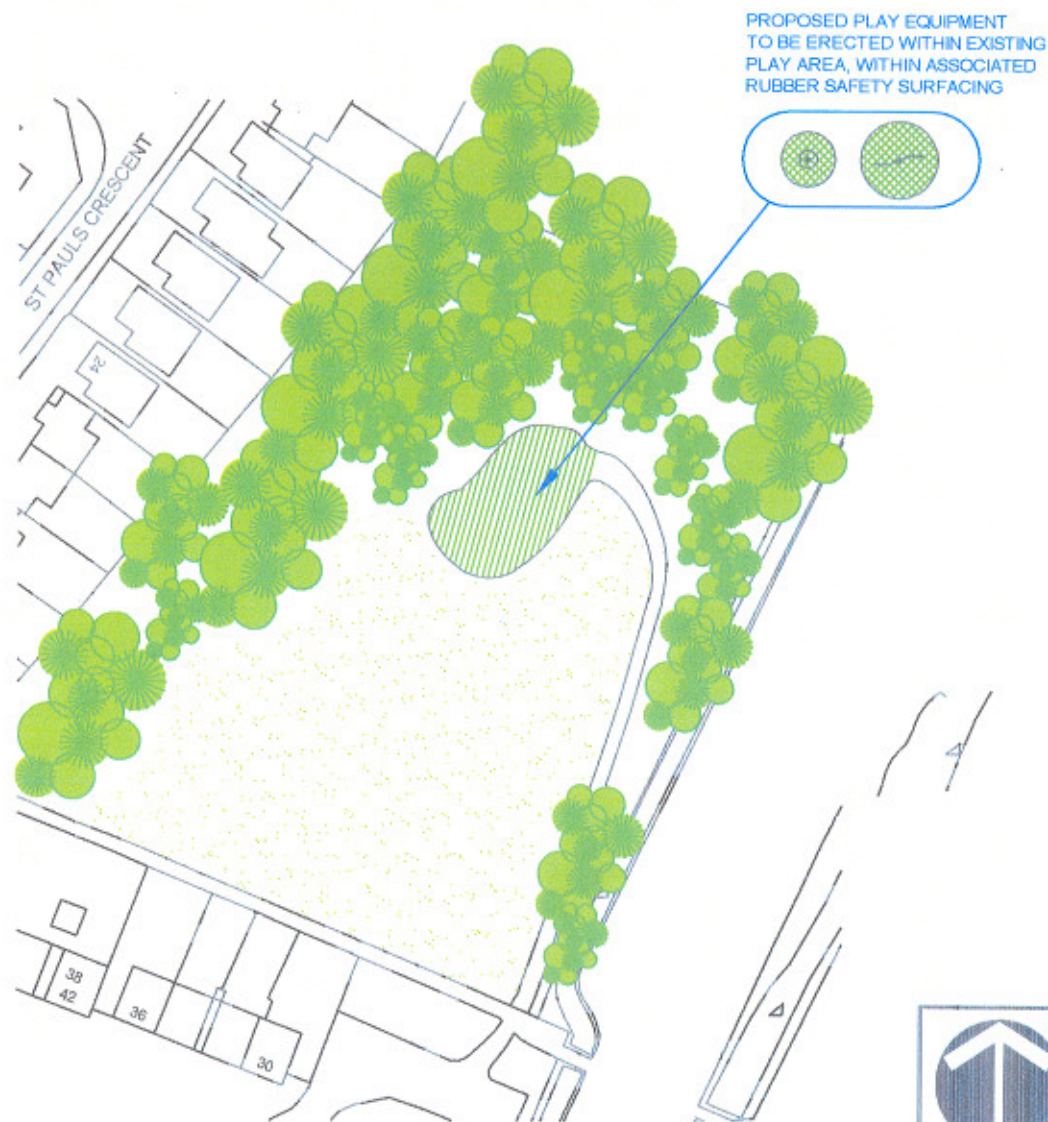 PROPOSED PLAY EQUIPMENT
TO BE ERECTED WITHIN EXISTING
PLAY AREA, WITHIN ASSOCIATED
RUBBER SAFETY SURFACING
ST PAULS CRESCENT
24
38
42
36
30